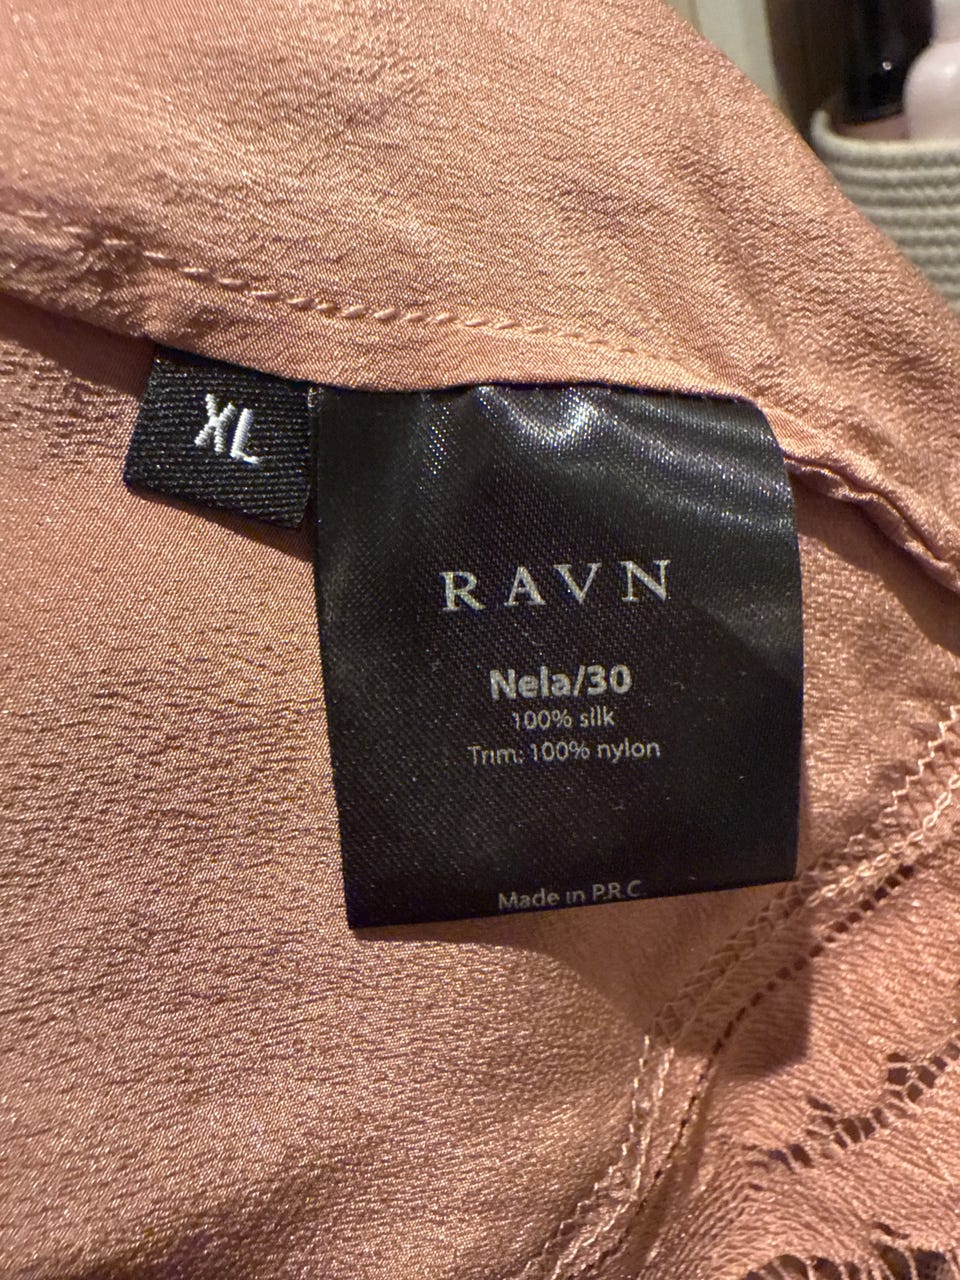 XL
RAVN
Nela/30
100% silk
Trim: 100% nylon
Made in P.R.C.